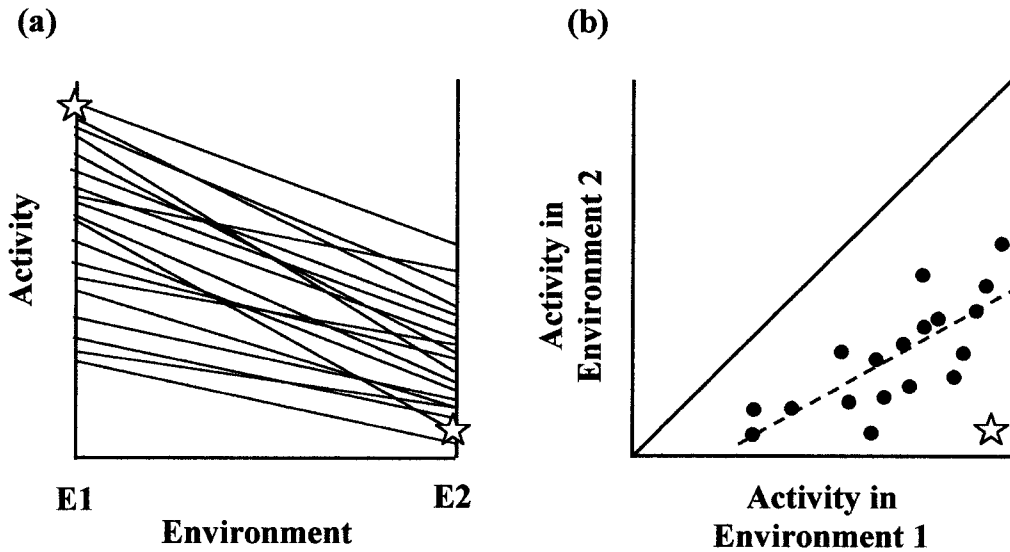 (a)
Activity
E1
E2
Environment
(b)
Activity in
Environment 2
Activity in
Environment 1